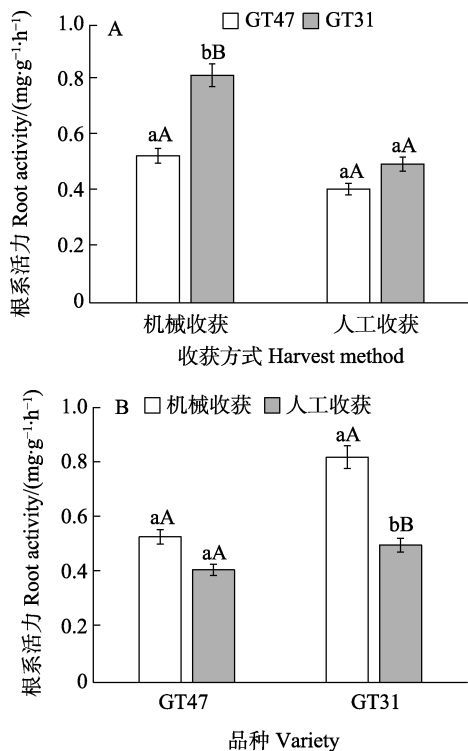 A
GT47 GT31
根系活力 Root activity/(mg·g⁻¹·h⁻¹)
1.0
0.8
0.6
0.4
0.2
0
aA
bB
aA
aA
机械收获
人工收获
收获方式 Harvest method
B
机械收获 人工收获
根系活力 Root activity/(mg·g⁻¹·h⁻¹)
1.0
0.8
0.6
0.4
0.2
0
aA
aA
aA
bB
GT47
GT31
品种 Variety